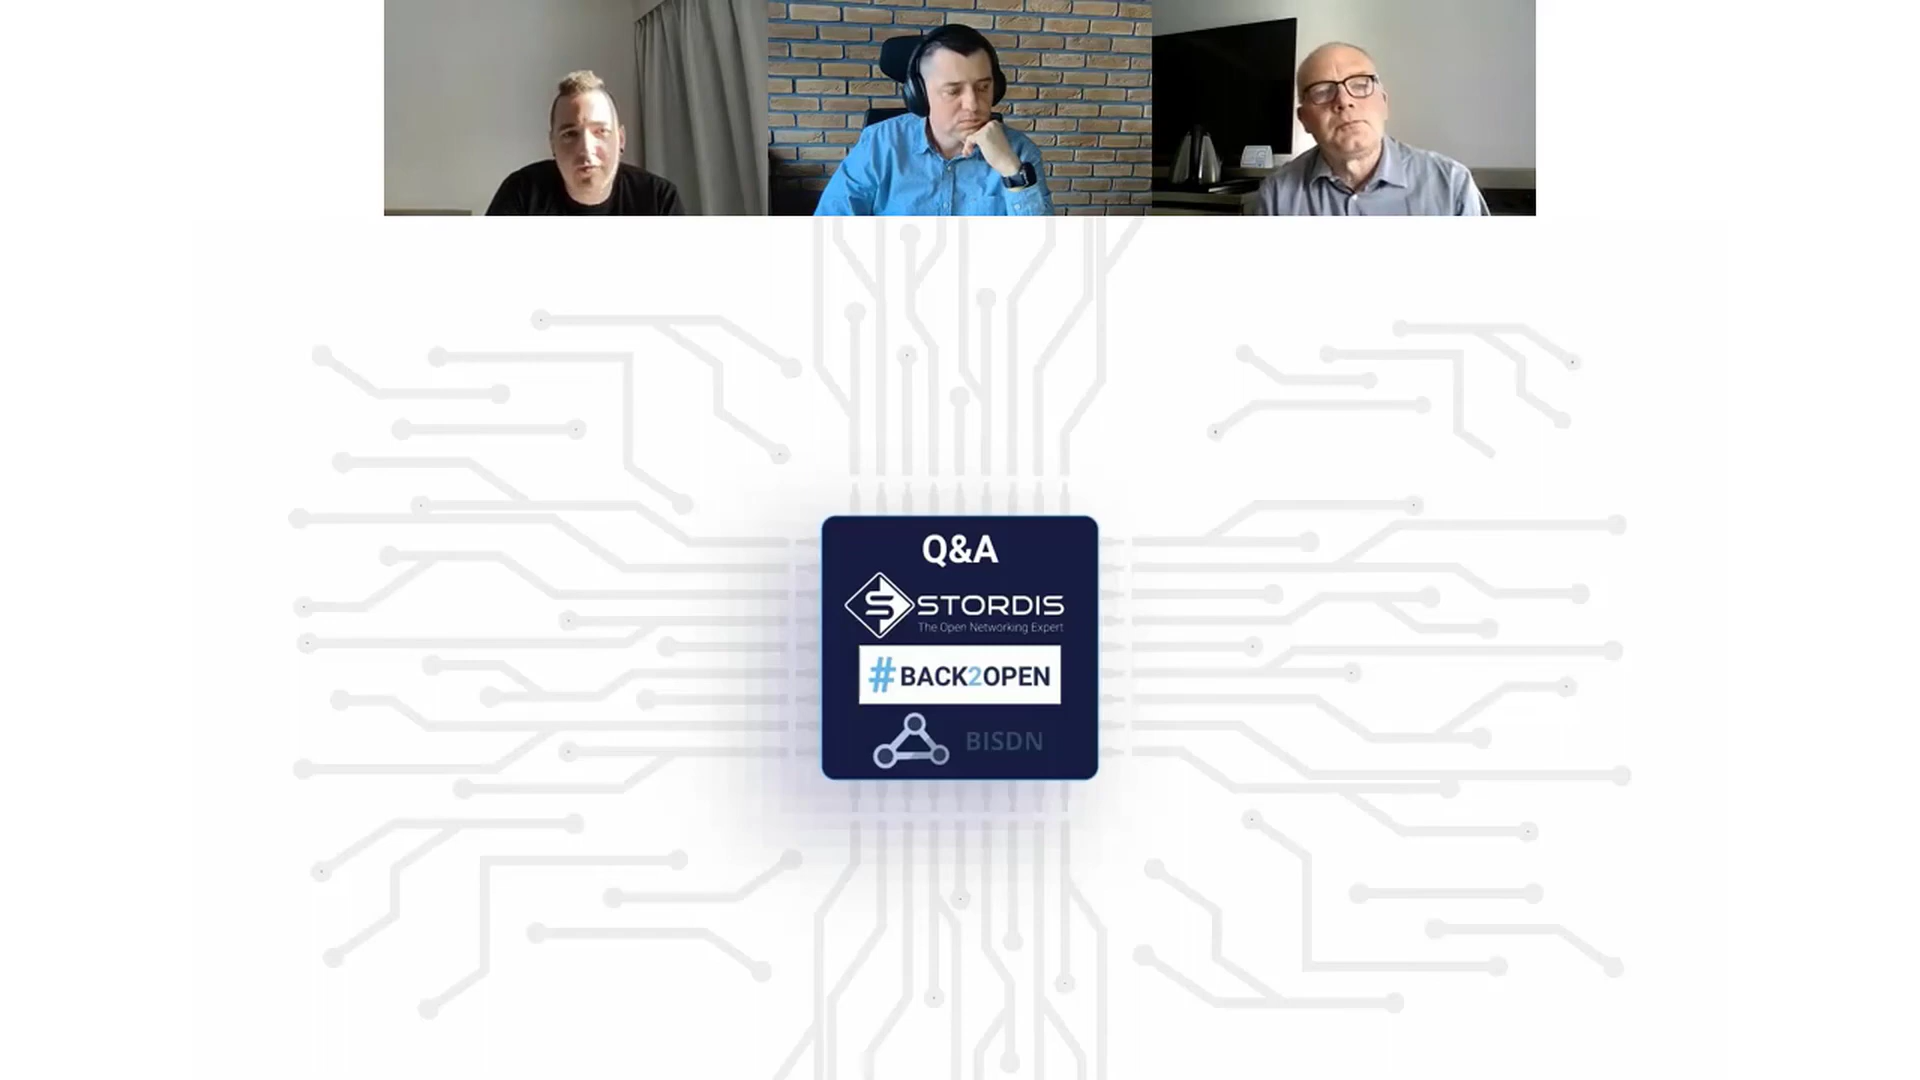 Q&A
STORDIS
The Open Networking Expert
#BACK2OPEN
BISDN